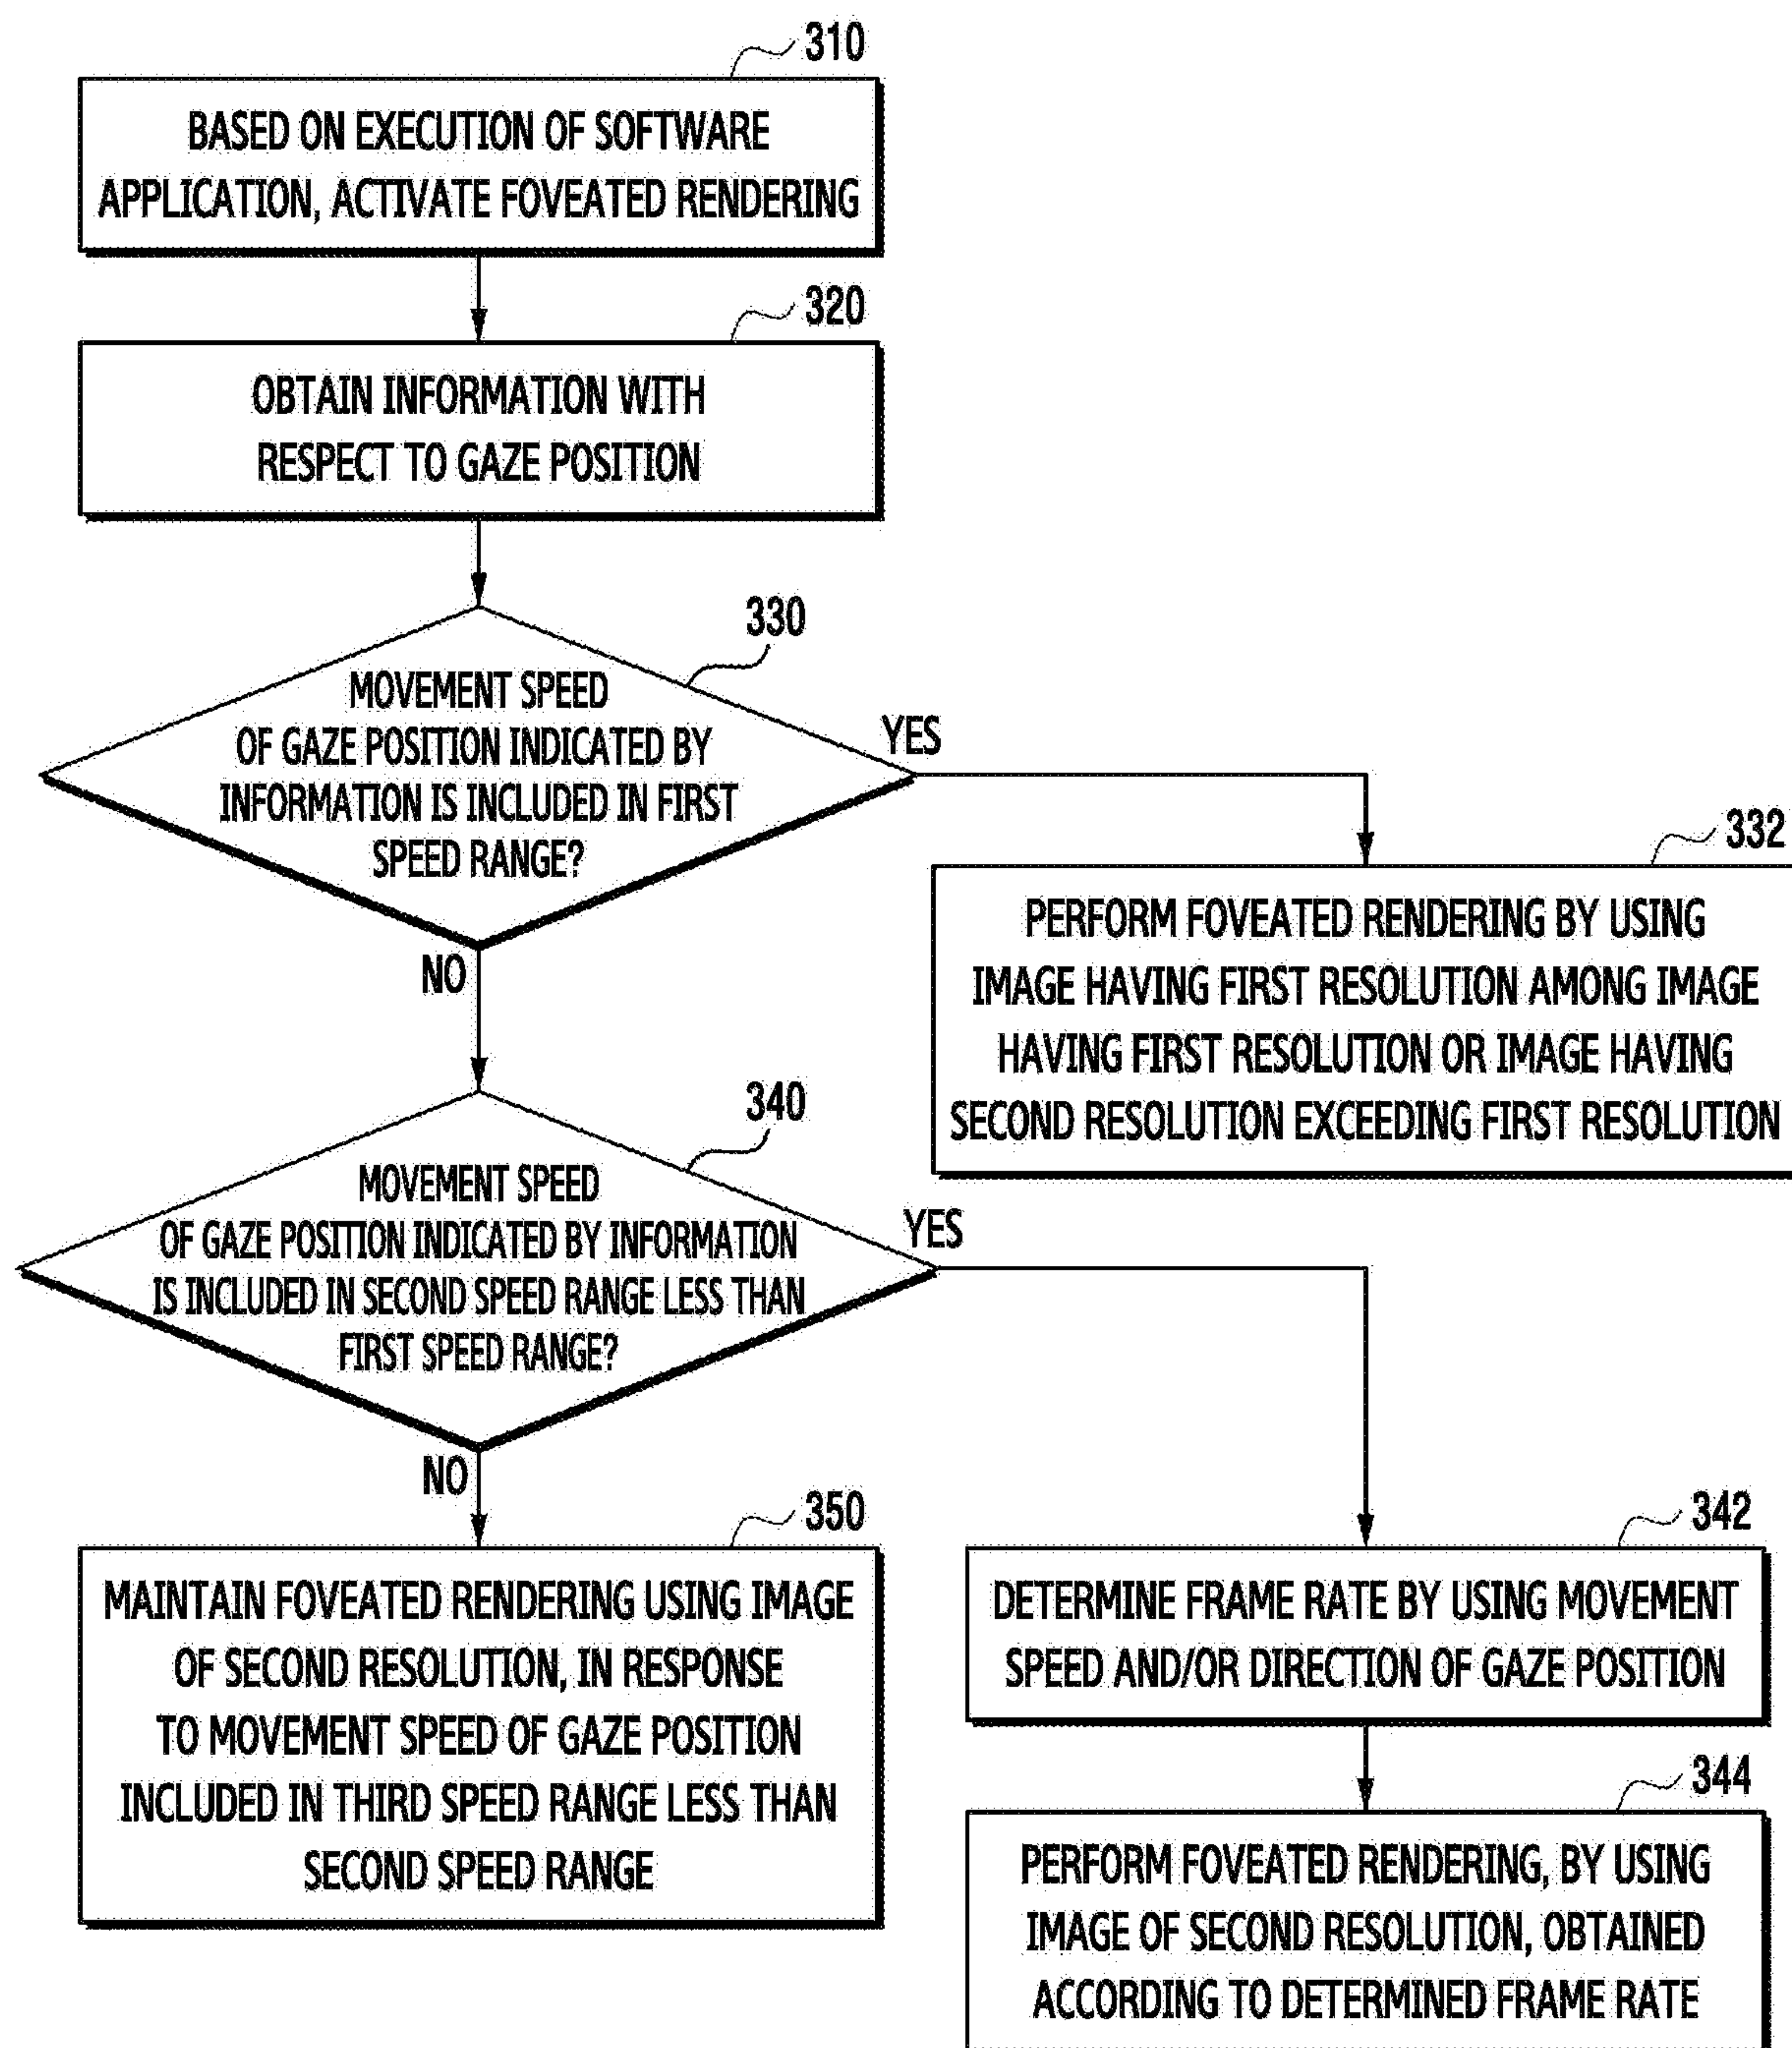 310
BASED ON EXECUTION OF SOFTWARE
APPLICATION, ACTIVATE FOVEATED RENDERING
320
OBTAIN INFORMATION WITH
RESPECT TO GAZE POSITION
330
MOVEMENT SPEED
OF GAZE POSITION INDICATED BY
INFORMATION IS INCLUDED IN FIRST
SPEED RANGE?
YES
NO
332
PERFORM FOVEATED RENDERING BY USING
IMAGE HAVING FIRST RESOLUTION AMONG IMAGE
HAVING FIRST RESOLUTION OR IMAGE HAVING
SECOND RESOLUTION EXCEEDING FIRST RESOLUTION
340
MOVEMENT SPEED
OF GAZE POSITION INDICATED BY INFORMATION
IS INCLUDED IN SECOND SPEED RANGE LESS THAN
FIRST SPEED RANGE?
YES
NO
350
MAINTAIN FOVEATED RENDERING USING IMAGE
OF SECOND RESOLUTION, IN RESPONSE
TO MOVEMENT SPEED OF GAZE POSITION
INCLUDED IN THIRD SPEED RANGE LESS THAN
SECOND SPEED RANGE
342
DETERMINE FRAME RATE BY USING MOVEMENT
SPEED AND/OR DIRECTION OF GAZE POSITION
344
PERFORM FOVEATED RENDERING, BY USING
IMAGE OF SECOND RESOLUTION, OBTAINED
ACCORDING TO DETERMINED FRAME RATE